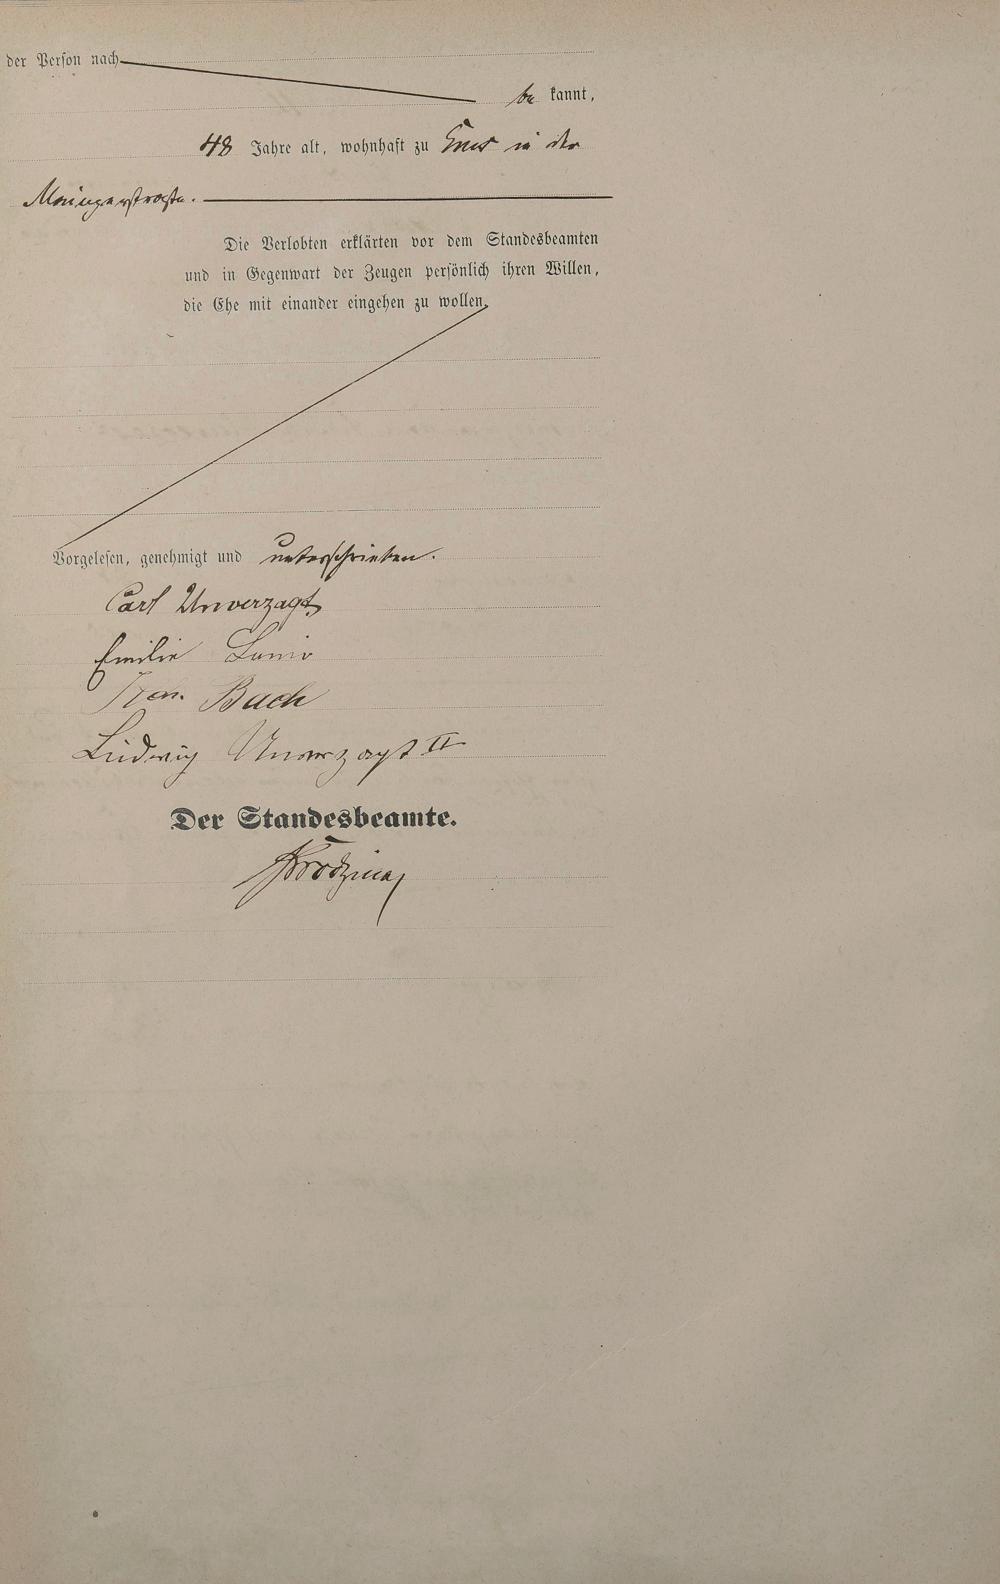 der Person nach
be kannt,
48 Jahre alt, wohnhaft zu Ems in der
Mainzerstraße.
Die Verlobten erklärten vor dem Standesbeamten
und in Gegenwart der Zeugen persönlich ihren Willen,
die Ehe mit einander eingehen zu wollen.
Vorgelesen, genehmigt und unterschrieben.
Carl Unverzagt
Emilie
Bach
Ludwig Unverzagt II
Der Standesbeamte.